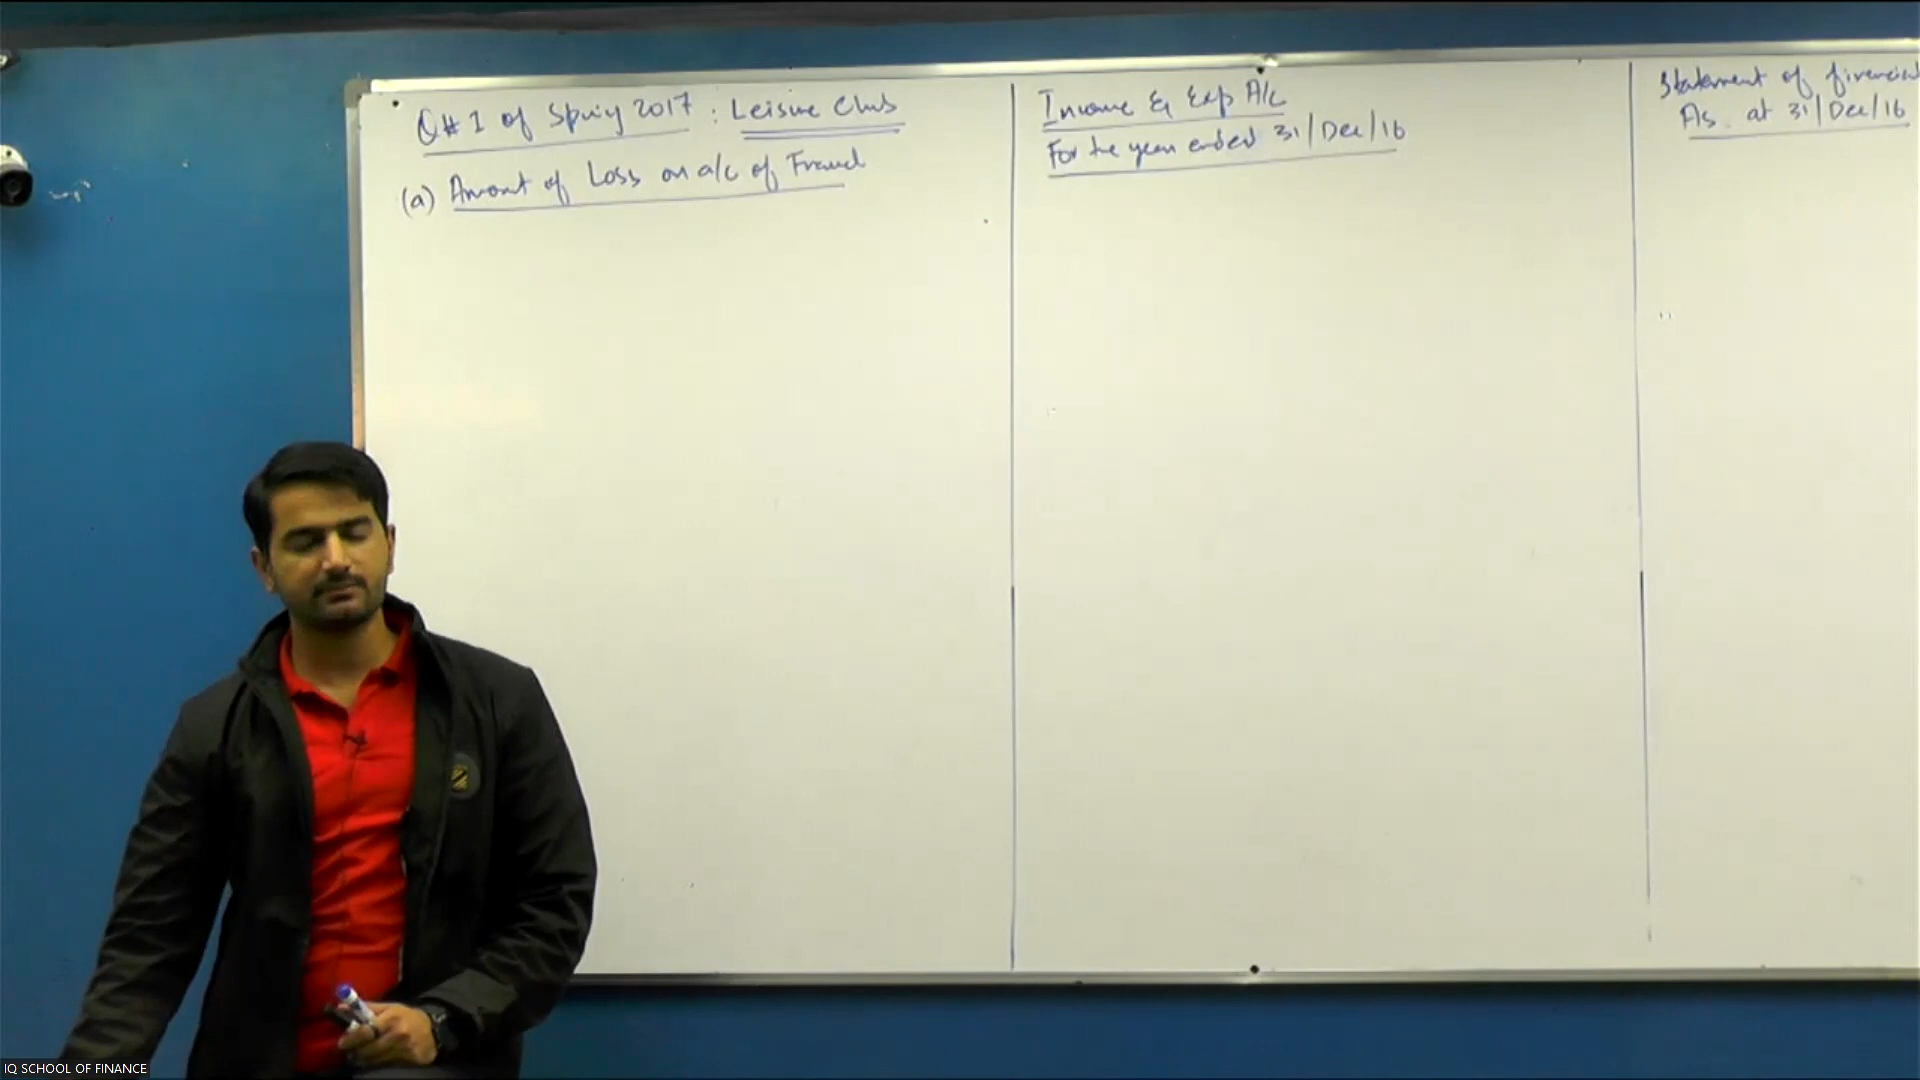 Q# 1 of Spring 2017 : Leisure Club
(a) Amount of Loss on a/c of Fraud
Income & Exp A/c
For the year ended 31/Dec/16
Statement of financial
As at 31/Dec/16
IQ SCHOOL OF FINANCE